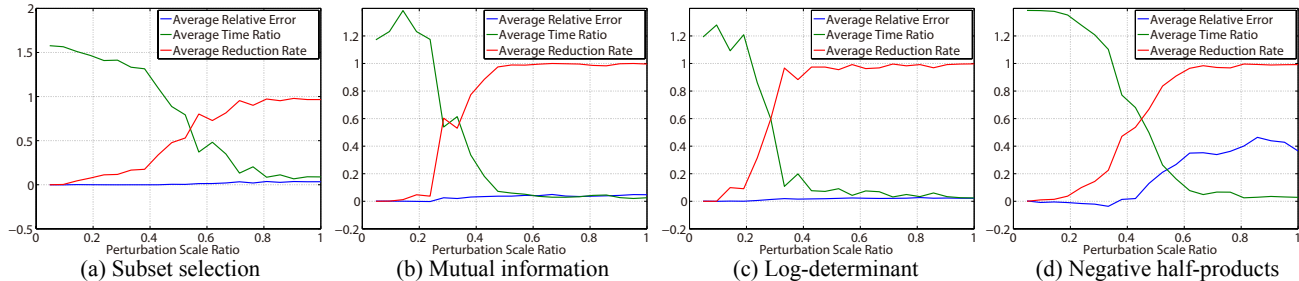 Average Relative Error
Average Time Ratio
Average Reduction Rate
2
1.5
1
0.5
0
−0.5
0 0.2 0.4 0.6 0.8 1
Perturbation Scale Ratio
(a) Subset selection
Average Relative Error
Average Time Ratio
Average Reduction Rate
1.2
1
0.8
0.6
0.4
0.2
0
−0.2
0 0.2 0.4 0.6 0.8 1
Perturbation Scale Ratio
(b) Mutual information
Average Relative Error
Average Time Ratio
Average Reduction Rate
1.2
1
0.8
0.6
0.4
0.2
0
−0.2
0 0.2 0.4 0.6 0.8 1
Perturbation Scale Ratio
(c) Log-determinant
Average Relative Error
Average Time Ratio
Average Reduction Rate
1.2
1
0.8
0.6
0.4
0.2
0
−0.2
0 0.2 0.4 0.6 0.8 1
Perturbation Scale Ratio
(d) Negative half-products